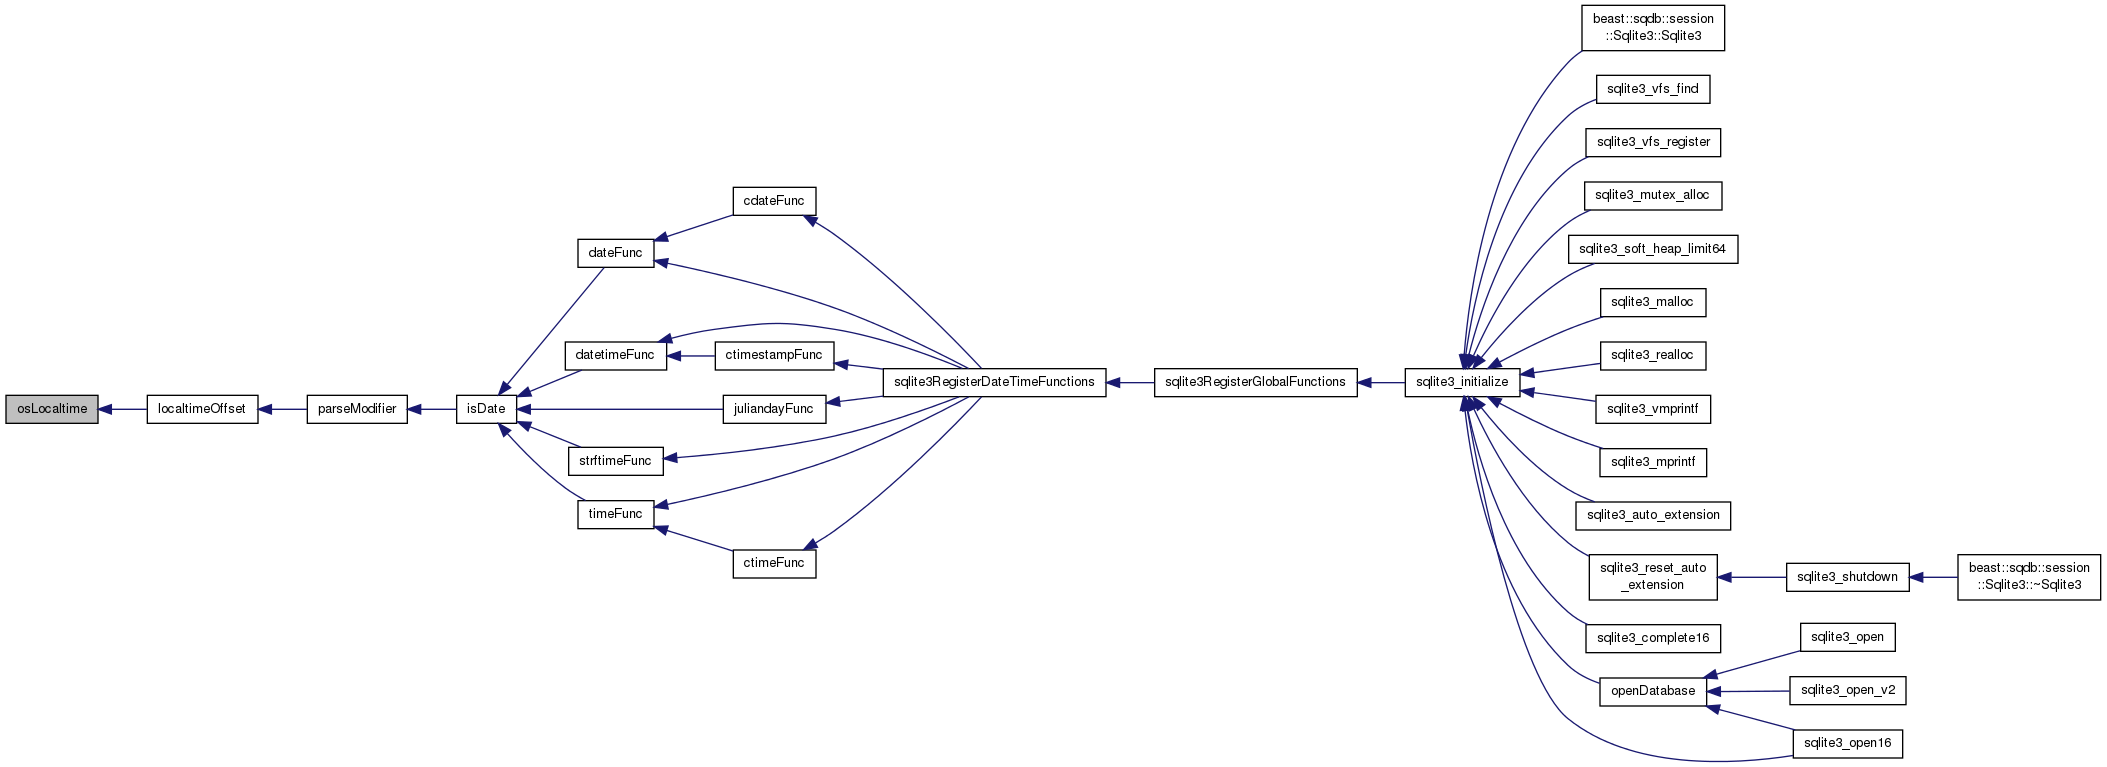 osLocaltime
localtimeOffset
parseModifier
isDate
dateFunc
datetimeFunc
strftimeFunc
timeFunc
cdateFunc
ctimestampFunc
juliandayFunc
ctimeFunc
sqlite3RegisterDateTimeFunctions
sqlite3RegisterGlobalFunctions
sqlite3_initialize
beast::sqdb::session
::Sqlite3::Sqlite3
sqlite3_vfs_find
sqlite3_vfs_register
sqlite3_mutex_alloc
sqlite3_soft_heap_limit64
sqlite3_malloc
sqlite3_realloc
sqlite3_vmprintf
sqlite3_mprintf
sqlite3_auto_extension
sqlite3_reset_auto
_extension
sqlite3_complete16
openDatabase
sqlite3_shutdown
sqlite3_open
sqlite3_open_v2
sqlite3_open16
beast::sqdb::session
::Sqlite3::~Sqlite3